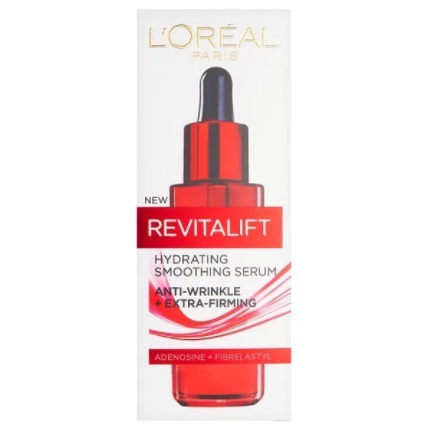 L'ORÉAL
PARIS
NEW
REVITALIFT
HYDRATING
SMOOTHING SERUM
ANTI-WRINKLE
+ EXTRA-FIRMING
ADENOSINE + FIBRELASTYL